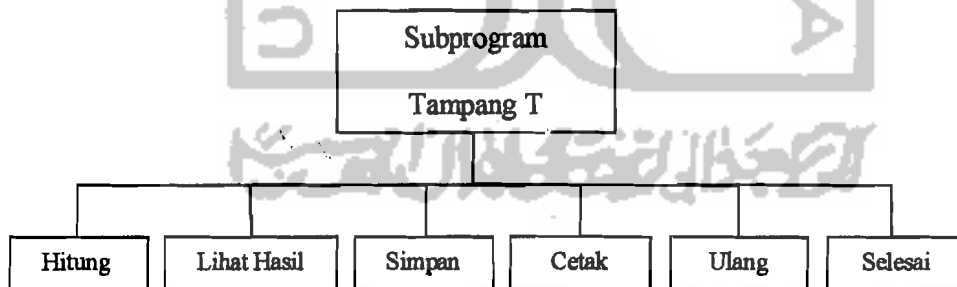 Subprogram
Tampang T
Hitung
Lihat Hasil
Simpan
Cetak
Ulang
Selesai